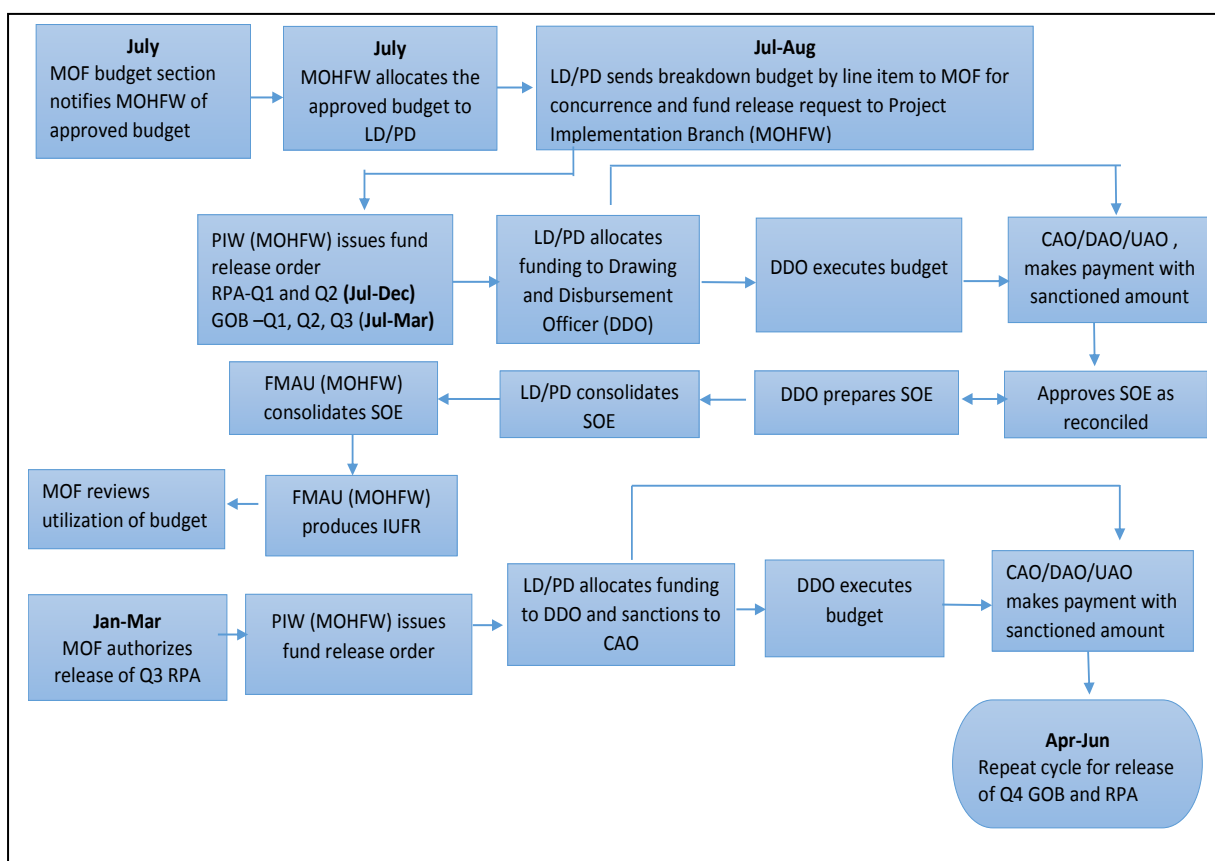 July
MOF budget section
notifies MOHFW of
approved budget
July
MOHFW allocates the
approved budget to
LD/PD
Jul-Aug
LD/PD sends breakdown budget by line item to MOF for
concurrence and fund release request to Project
Implementation Branch (MOHFW)
PIW (MOHFW) issues fund
release order
RPA-Q1 and Q2 (Jul-Dec)
GOB –Q1, Q2, Q3 (Jul-Mar)
LD/PD allocates
funding to Drawing
and Disbursement
Officer (DDO)
DDO executes budget
CAO/DAO/UAO ,
makes payment with
sanctioned amount
FMAU (MOHFW)
consolidates SOE
LD/PD consolidates
SOE
DDO prepares SOE
Approves SOE as
reconciled
MOF reviews
utilization of budget
FMAU (MOHFW)
produces IUFR
Jan-Mar
MOF authorizes
release of Q3 RPA
PIW (MOHFW) issues
fund release order
LD/PD allocates funding
to DDO and sanctions to
CAO
DDO executes
budget
CAO/DAO/UAO
makes payment with
sanctioned amount
Apr-Jun
Repeat cycle for release
of Q4 GOB and RPA